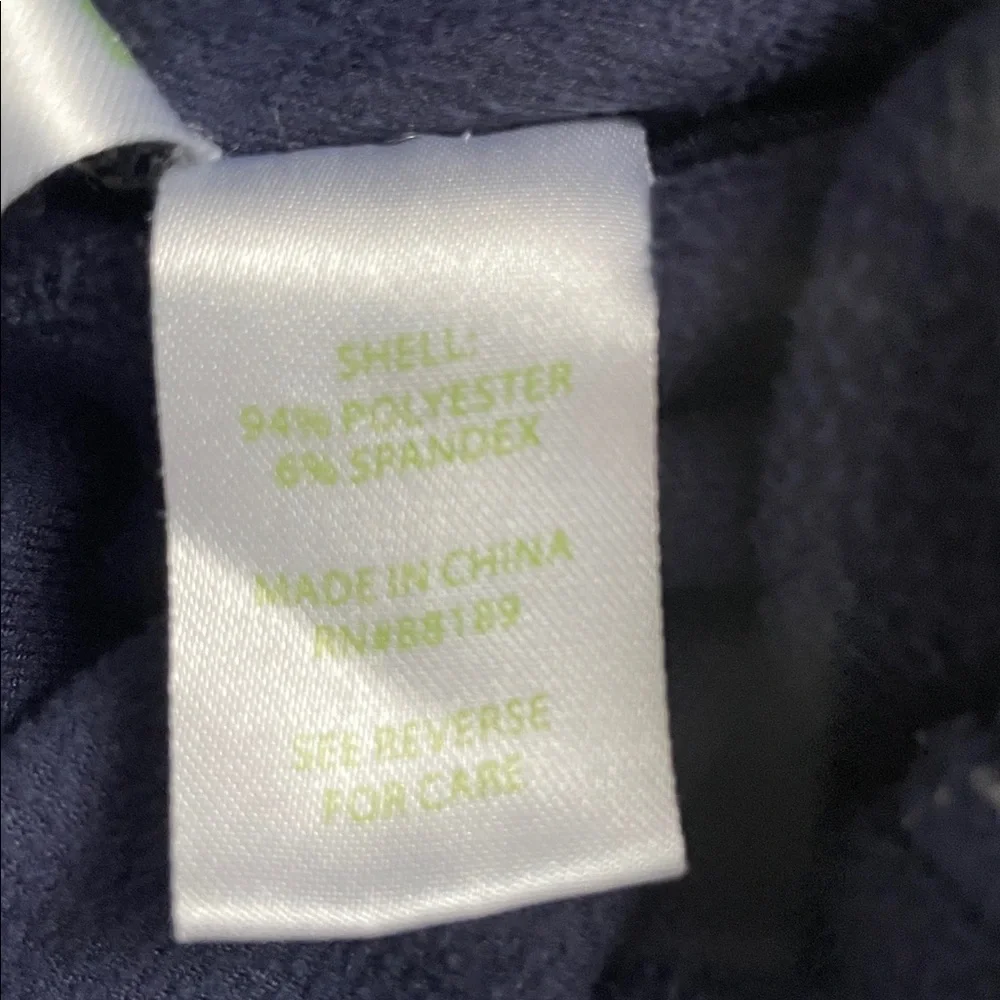 SHELL:
94% POLYESTER
6% SPANDEX
MADE IN CHINA
RN#88189
SEE REVERSE
FOR CARE